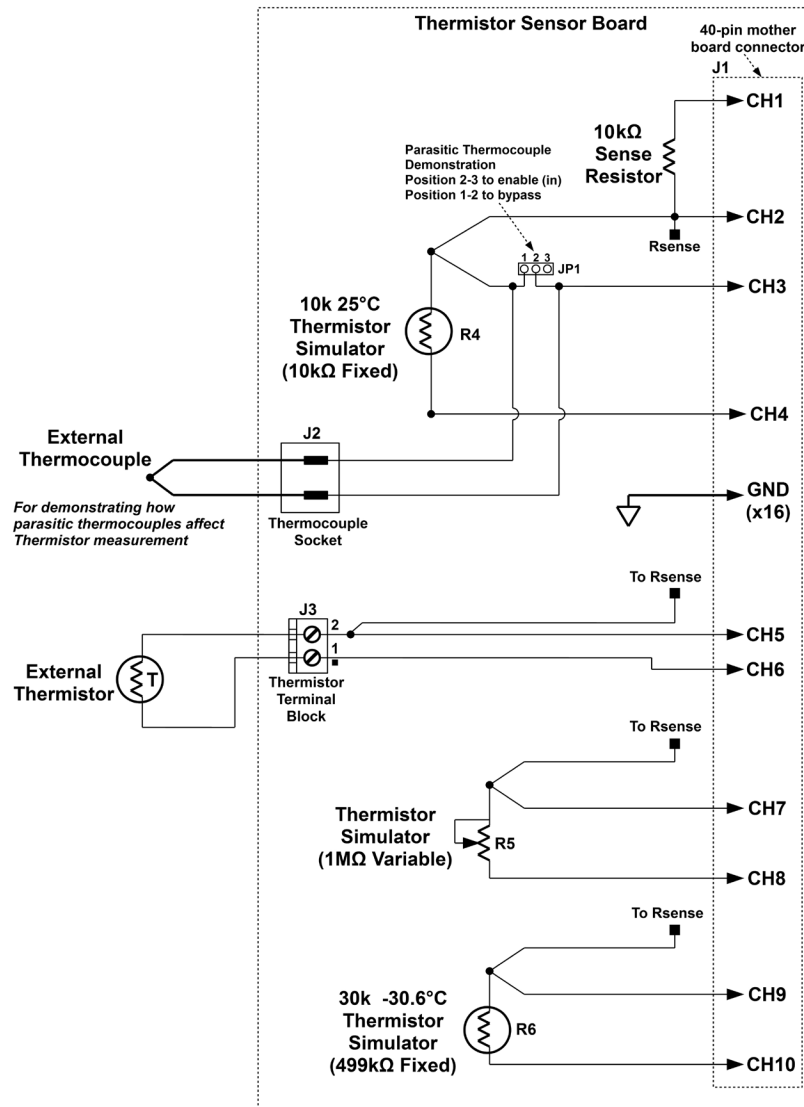 Thermistor Sensor Board
40-pin mother
board connector
J1
CH1
10kΩ
Sense
Resistor
Parasitic Thermocouple
Demonstration
Position 2-3 to enable (in)
Position 1-2 to bypass
CH2
Rsense
1 2 3
JP1
CH3
10k 25°C
Thermistor
Simulator
(10kΩ Fixed)
R4
CH4
External
Thermocouple
J2
For demonstrating how
parasitic thermocouples affect
Thermistor measurement
Thermocouple
Socket
GND
(x16)
To Rsense
J3
2
CH5
1
CH6
External
Thermistor
T
Thermistor
Terminal
Block
To Rsense
CH7
Thermistor
Simulator
(1MΩ Variable)
R5
CH8
To Rsense
CH9
30k -30.6°C
Thermistor
Simulator
(499kΩ Fixed)
R6
CH10